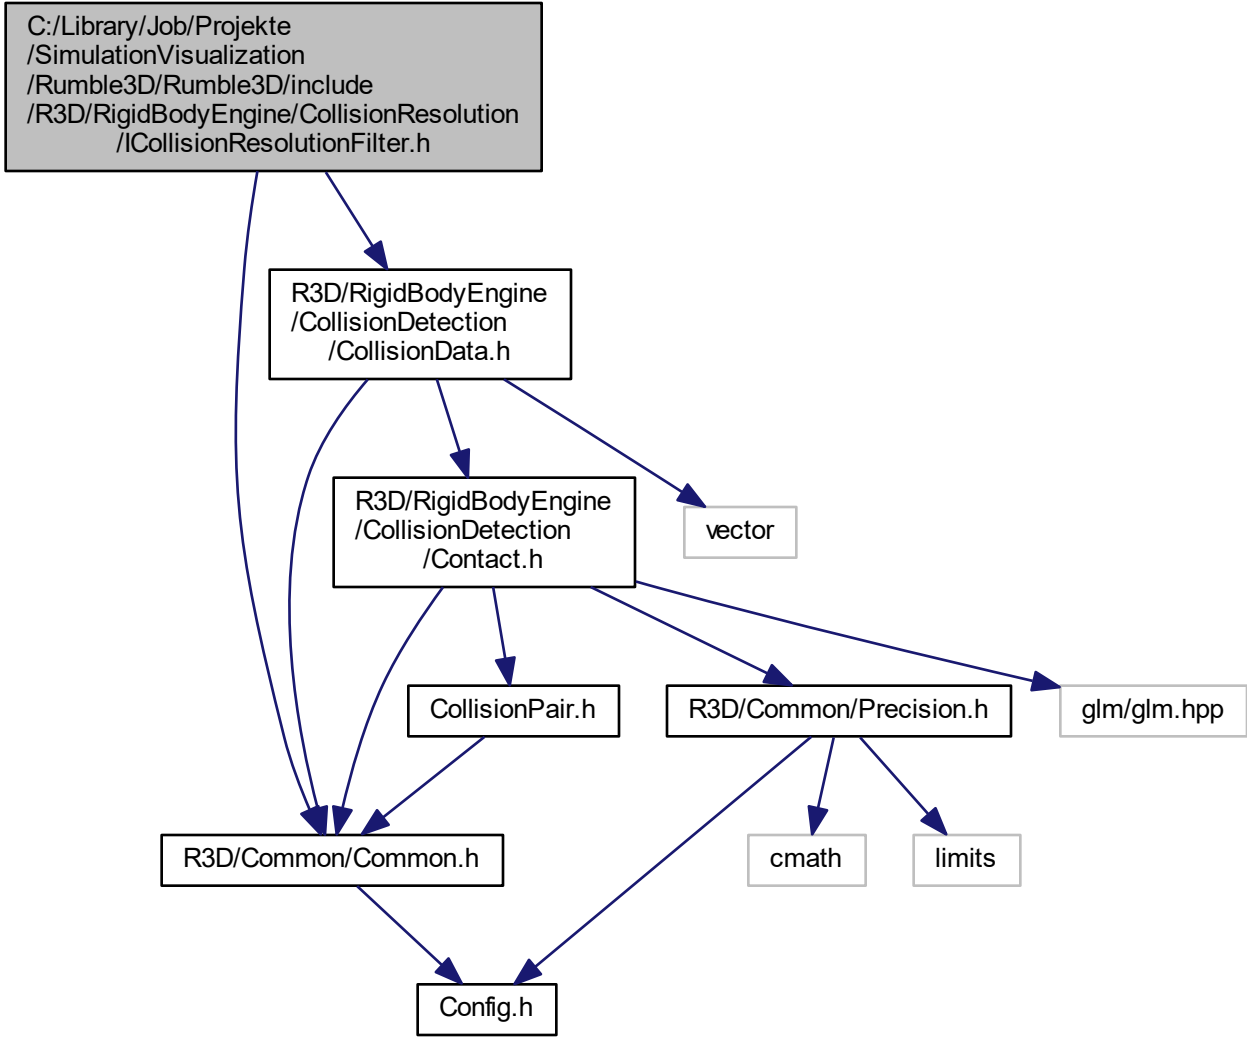 C:/Library/Job/Projekte
/SimulationVisualization
/Rumble3D/Rumble3D/include
/R3D/RigidBodyEngine/CollisionResolution
/ICollisionResolutionFilter.h
R3D/RigidBodyEngine
/CollisionDetection
/CollisionData.h
R3D/RigidBodyEngine
/CollisionDetection
/Contact.h
vector
CollisionPair.h
R3D/Common/Precision.h
glm/glm.hpp
R3D/Common/Common.h
cmath
limits
Config.h